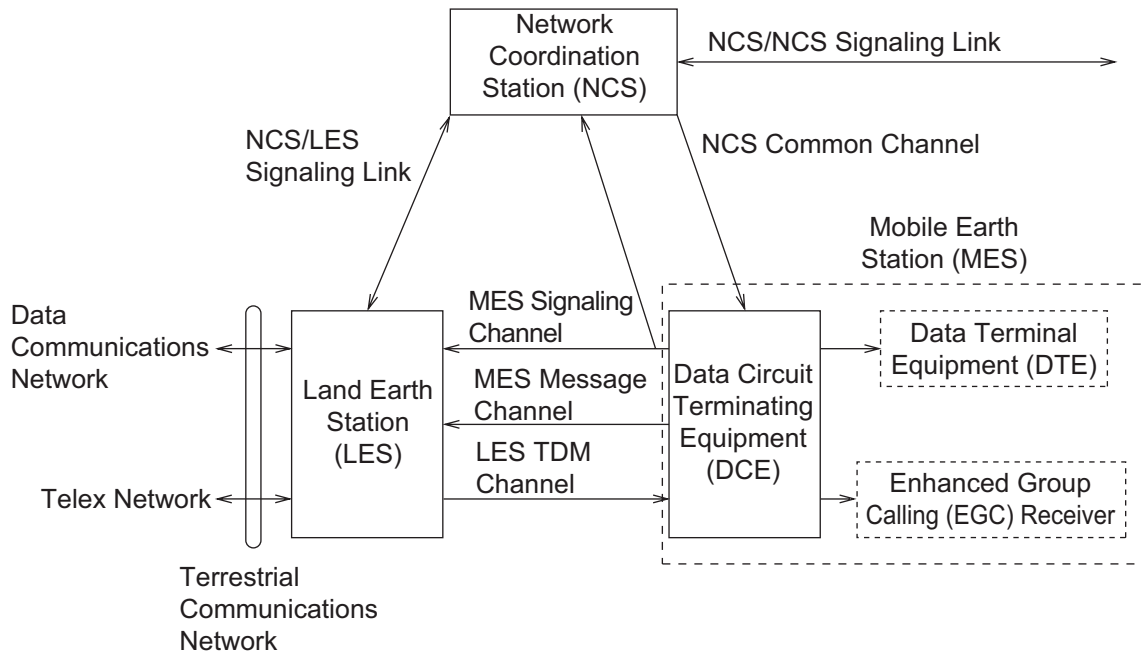 Network
Coordination
Station (NCS)
NCS/NCS Signaling Link
NCS/LES
Signaling Link
NCS Common Channel
Mobile Earth
Station (MES)
Data
Communications
Network
Land Earth
Station
(LES)
MES Signaling
Channel
MES Message
Channel
LES TDM
Channel
Data Circuit
Terminating
Equipment
(DCE)
Data Terminal
Equipment (DTE)
Telex Network
Enhanced Group
Calling (EGC) Receiver
Terrestrial
Communications
Network